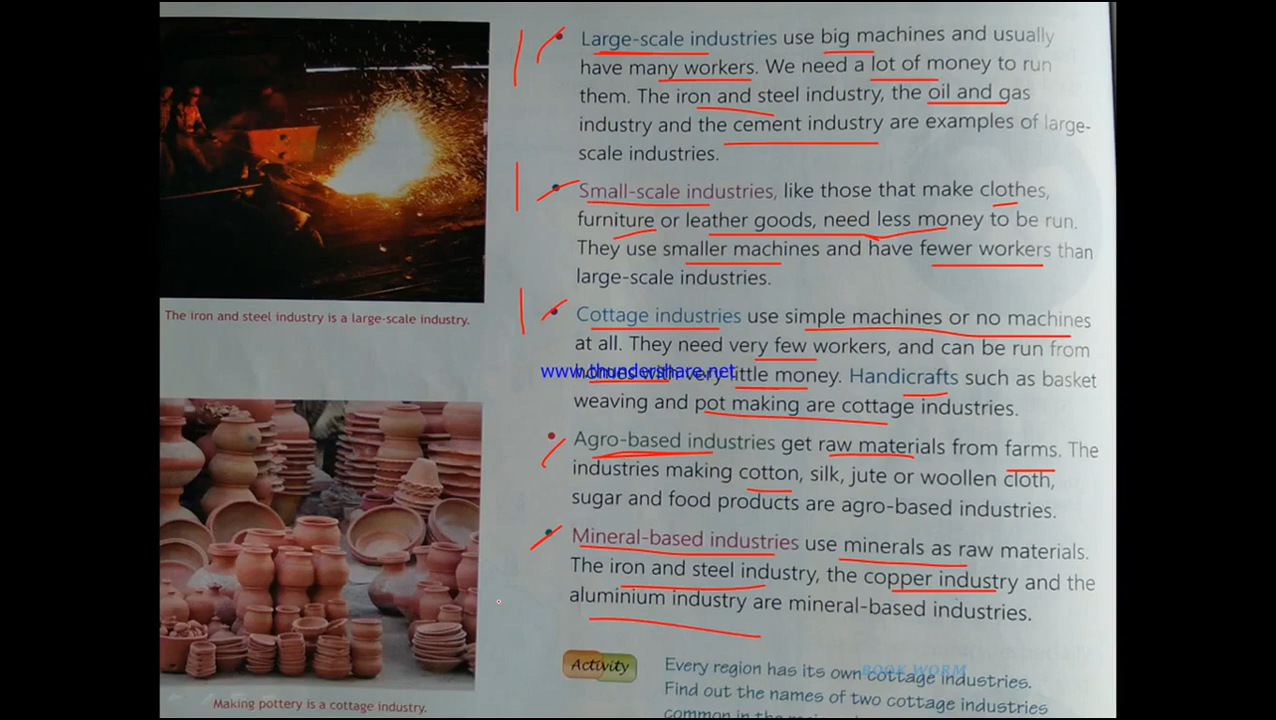 Large-scale industries use big machines and usually
have many workers. We need a lot of money to run
them. The iron and steel industry, the oil and gas
industry and the cement industry are examples of large-
scale industries.
Small-scale industries, like those that make clothes,
furniture or leather goods, need less money to be run.
They use smaller machines and have fewer workers than
large-scale industries.
The iron and steel industry is a large-scale industry.
Cottage industries use simple machines or no machines
at all. They need very few workers, and can be run from
homes with very little money. Handicrafts such as basket
www.thundershare.net
weaving and pot making are cottage industries.
Agro-based industries get raw materials from farms. The
industries making cotton, silk, jute or woollen cloth,
sugar and food products are agro-based industries.
Mineral-based industries use minerals as raw materials.
The iron and steel industry, the copper industry and the
aluminium industry are mineral-based industries.
Making pottery is a cottage industry.
Activity
Every region has its own cottage industries.
BOOK WORM
Find out the names of two cottage industries
common in the